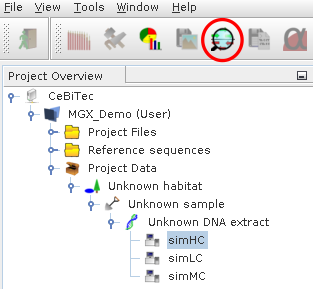 View Tools Window Help
Project Overview
CeBiTec
MGX_Demo (User)
Project Files
Reference sequences
Project Data
Unknown habitat
Unknown sample
Unknown DNA extract
simHC
simLC
simMC